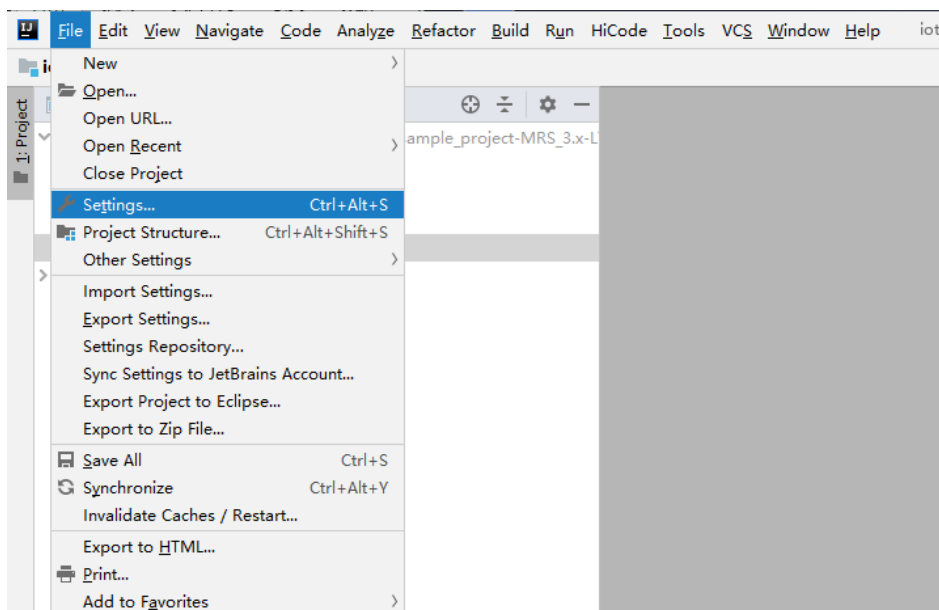 IJ File Edit View Navigate Code Analyze Refactor Build Run HiCode Tools VCS Window Help iot
New
Open...
1: Project
Open URL...
Open Recent
ample_project-MRS_3.x-L
Close Project
Settings... Ctrl+Alt+S
Project Structure... Ctrl+Alt+Shift+S
Other Settings
Import Settings...
Export Settings...
Settings Repository...
Sync Settings to JetBrains Account...
Export Project to Eclipse...
Export to Zip File...
Save All Ctrl+S
Synchronize Ctrl+Alt+Y
Invalidate Caches / Restart...
Export to HTML...
Print...
Add to Favorites